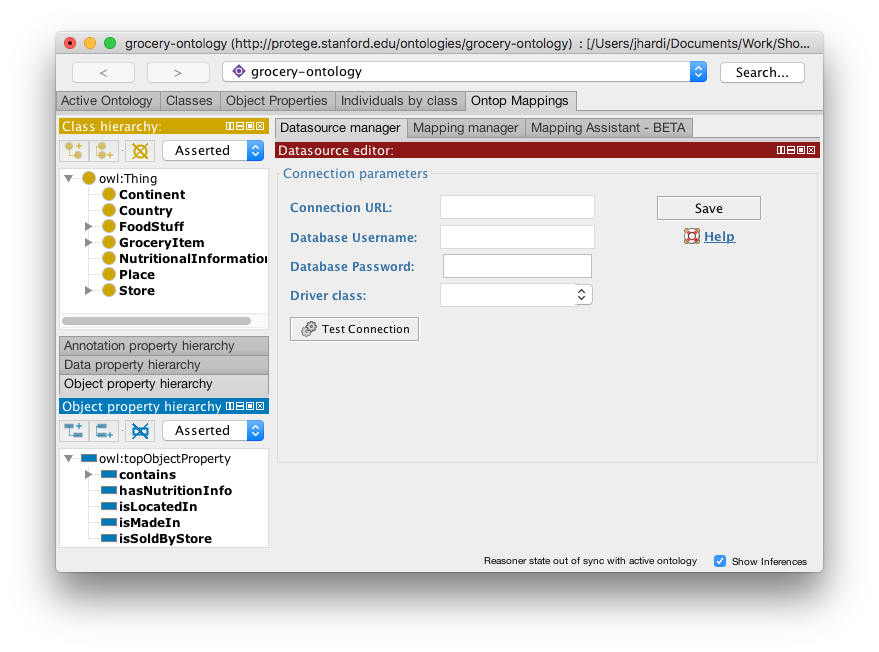 grocery-ontology (http://protege.stanford.edu/ontologies/grocery-ontology) : [/Users/jhardi/Documents/Work/Sho...
< > grocery-ontology Search...
Active Ontology Classes Object Properties Individuals by class Ontop Mappings
Class hierarchy:
Asserted
owl:Thing
Continent
Country
FoodStuff
GroceryItem
NutritionalInformation
Place
Store
Annotation property hierarchy
Data property hierarchy
Object property hierarchy
Object property hierarchy
Asserted
owl:topObjectProperty
contains
hasNutritionInfo
isLocatedIn
isMadeIn
isSoldByStore
Datasource manager Mapping manager Mapping Assistant - BETA
Datasource editor:
Connection parameters
Connection URL:
Save
Database Username:
Help
Database Password:
Driver class:
Test Connection
Reasoner state out of sync with active ontology Show Inferences